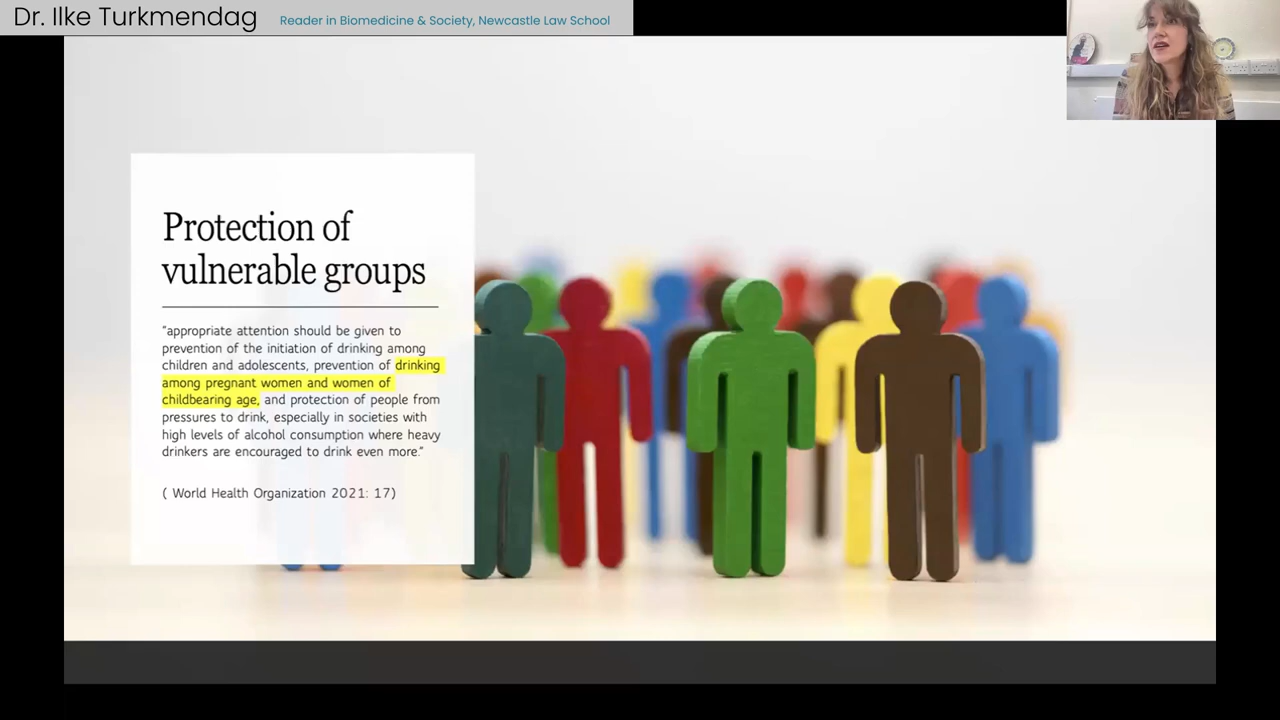 Dr. Ilke Turkmendag Reader in Biomedicine & Society, Newcastle Law School
Protection of
vulnerable groups
"appropriate attention should be given to
prevention of the initiation of drinking among
children and adolescents, prevention of drinking
among pregnant women and women of
childbearing age, and protection of people from
pressures to drink, especially in societies with
high levels of alcohol consumption where heavy
drinkers are encouraged to drink even more."
( World Health Organization 2021: 17)